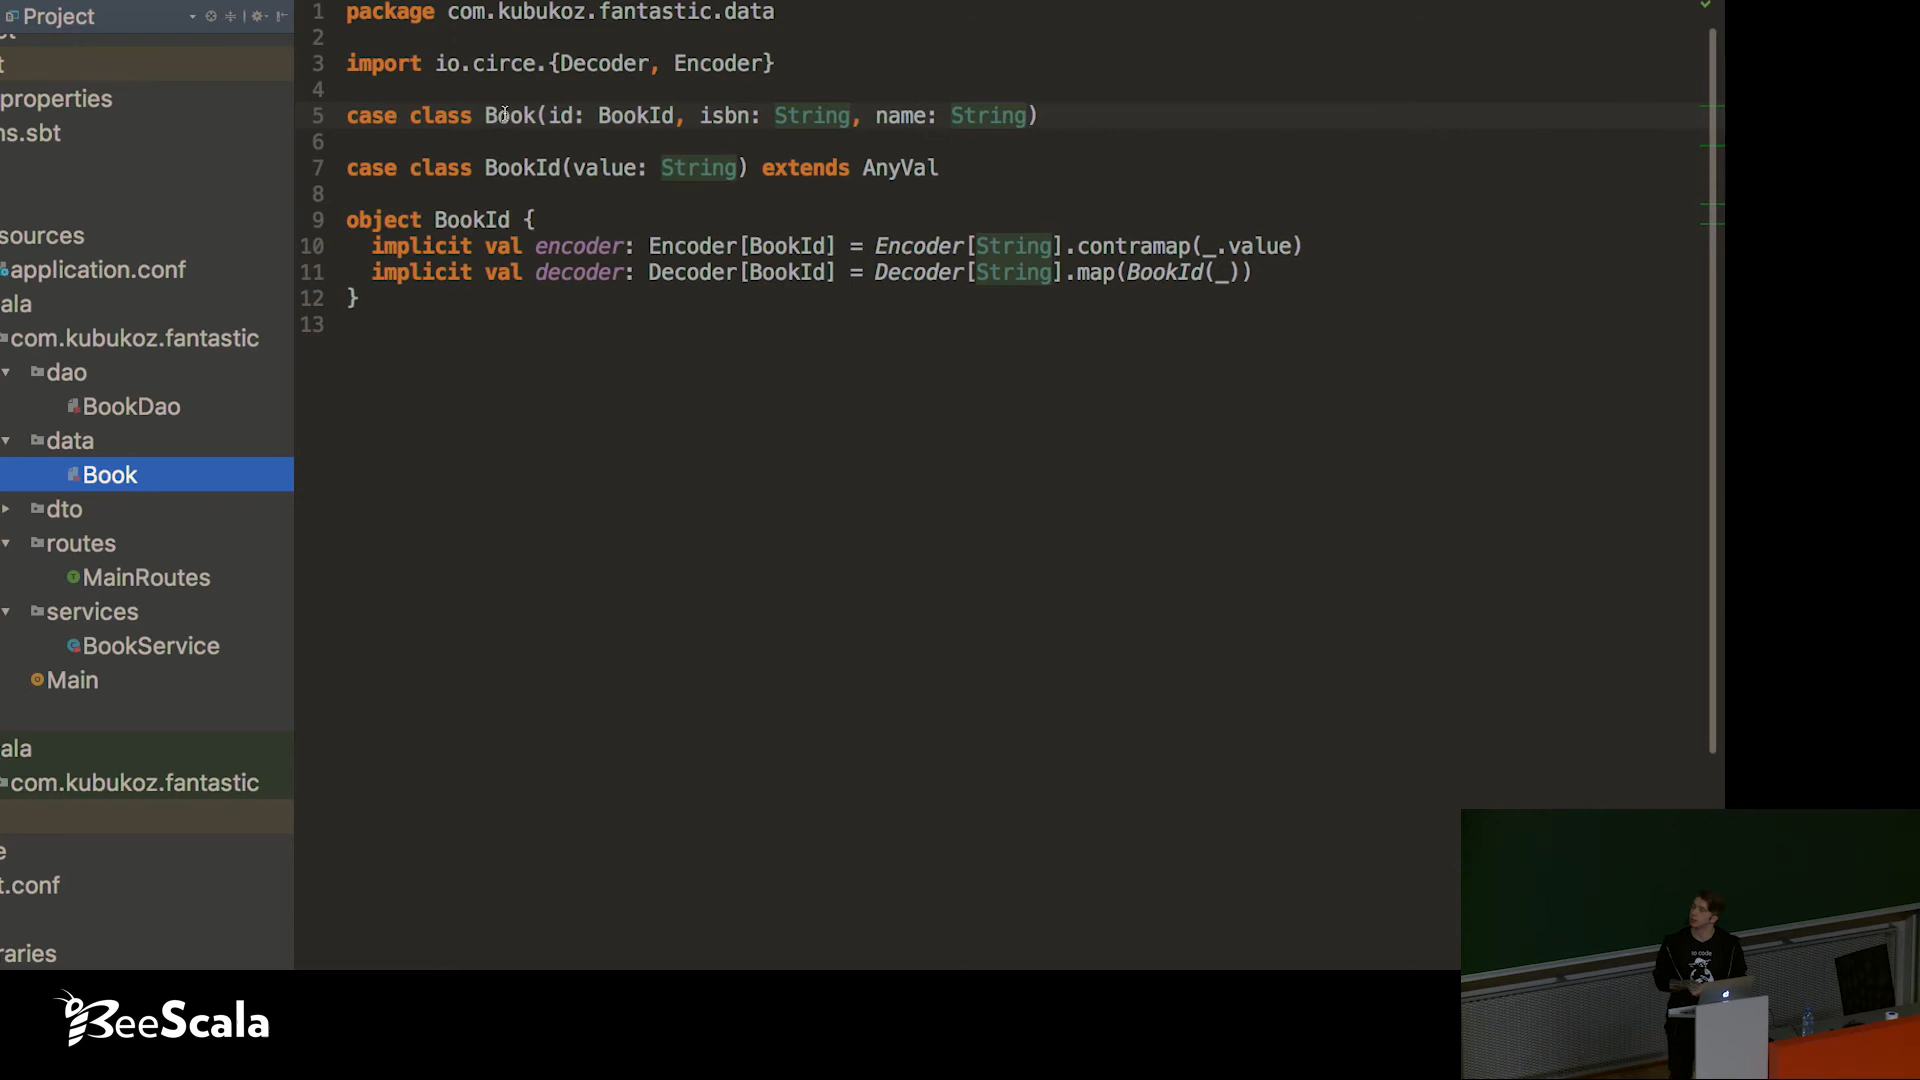 Project
t
properties
ns.sbt
sources
application.conf
ala
com.kubukoz.fantastic
dao
BookDao
data
Book
dto
routes
MainRoutes
services
BookService
Main
ala
com.kubukoz.fantastic
e
t.conf
raries
1 package com.kubukoz.fantastic.data
2
3 import io.circe.{Decoder, Encoder}
4
5 case class Book(id: BookId, isbn: String, name: String)
6
7 case class BookId(value: String) extends AnyVal
8
9 object BookId {
10 implicit val encoder: Encoder[BookId] = Encoder[String].contramap(_.value)
11 implicit val decoder: Decoder[BookId] = Decoder[String].map(BookId(_))
12 }
13
BeeScala
to code